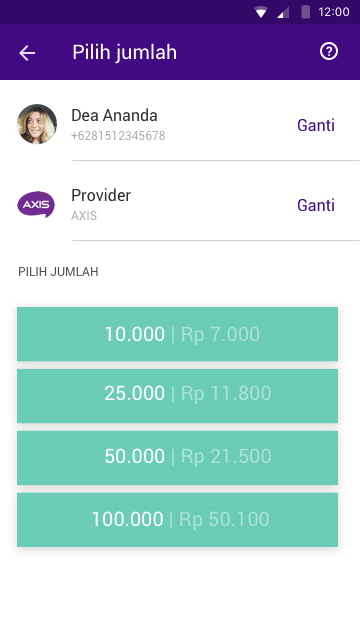 12:00
Pilih jumlah
Dea Ananda
+6281512345678
Ganti
AXIS
Provider
AXIS
Ganti
PILIH JUMLAH
10.000 | Rp 7.000
25.000 | Rp 11.800
50.000 | Rp 21.500
100.000 | Rp 50.100